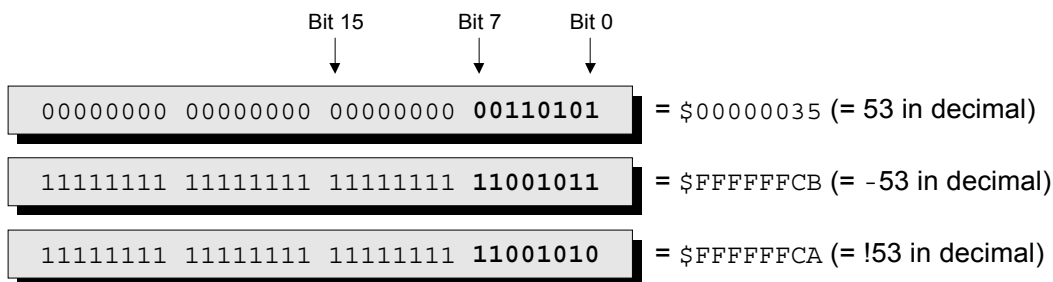 Bit 15 Bit 7 Bit 0
00000000 00000000 00000000 00110101 = $00000035 (= 53 in decimal)
11111111 11111111 11111111 11001011 = $FFFFFFCB (= -53 in decimal)
11111111 11111111 11111111 11001010 = $FFFFFFCA (= !53 in decimal)